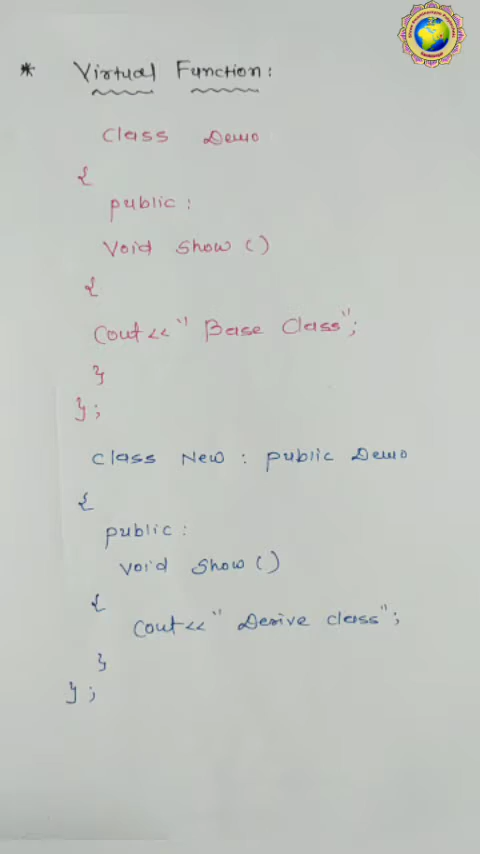 * Virtual Function:
Class Demo
{
public:
Void Show ()
{
Cout<<" Base Class";
}
};
Class New : public Demo
{
public:
Void Show ()
{
Cout<<" Derive class";
}
};